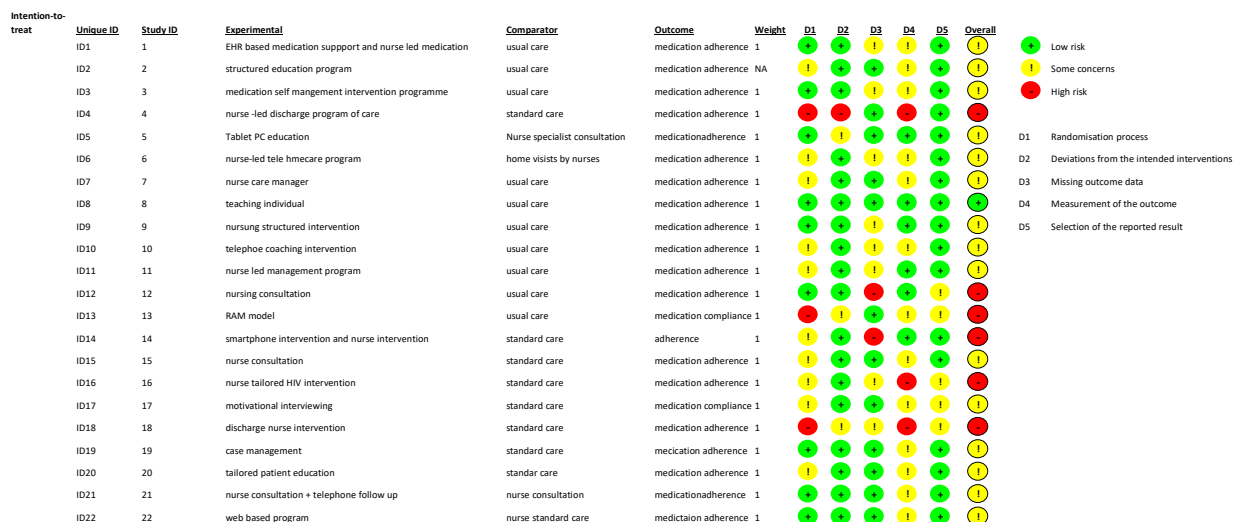 Intention-to-
treat Unique ID Study ID Experimental Comparator Outcome Weight D1 D2 D3 D4 D5 Overall
ID1 1 EHR based medication suppport and nurse led medication usual care medication adherence 1 + + ! ! + ! + Low risk
ID2 2 structured education program usual care medication adherence NA ! + + ! + ! ! Some concerns
ID3 3 medication self mangement intervention programme usual care medication adherence 1 + + ! ! + ! - High risk
ID4 4 nurse -led discharge program of care standard care medication adherence 1 - - + - + -
ID5 5 Tablet PC education Nurse specialist consultation medicationadherence 1 + ! + + + ! D1 Randomisation process
ID6 6 nurse-led tele hmecare program home visists by nurses medication adherence 1 ! + ! ! + ! D2 Deviations from the intended interventions
ID7 7 nurse care manager usual care medication adherence 1 ! + + ! + ! D3 Missing outcome data
ID8 8 teaching individual usual care medication adherence 1 + + + + + + D4 Measurement of the outcome
ID9 9 nursung structured intervention usual care medication adherence 1 + + ! + + ! D5 Selection of the reported result
ID10 10 telephoe coaching intervention usual care medication adherence 1 ! + ! ! + !
ID11 11 nurse led management program usual care medication adherence 1 ! + ! + + !
ID12 12 nursing consultation usual care medication adherence 1 + + - + ! -
ID13 13 RAM model usual care medication compliance 1 - ! + ! ! -
ID14 14 smartphone intervention and nurse intervention standard care adherence 1 ! + - + + -
ID15 15 nurse consultation standard care medication adherence 1 ! + + ! + !
ID16 16 nurse tailored HIV intervention standard care medication adherence 1 ! + ! - ! -
ID17 17 motivational interviewing standard care medication compliance 1 ! + + ! ! !
ID18 18 discharge nurse intervention standard care medication adherence 1 - ! ! - ! -
ID19 19 case management standard care mecication adherence 1 + + + ! + !
ID20 20 tailored patient education standar care medication adherence 1 ! + + ! + !
ID21 21 nurse consultation + telephone follow up nurse consultation medicationadherence 1 + + + ! + !
ID22 22 web based program nurse standard care medictaion adherence 1 + + + ! + !